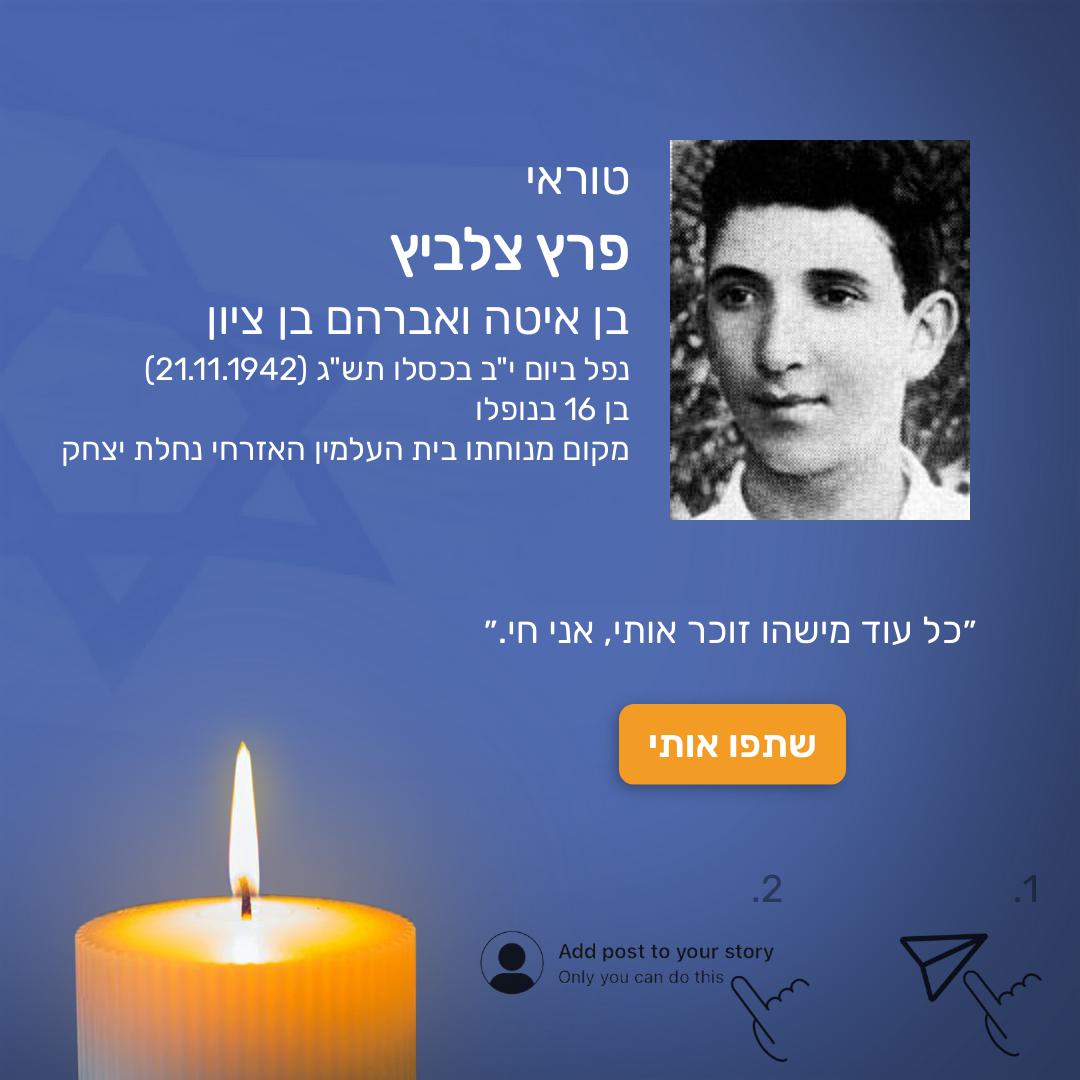 טוראי
פרץ צלביץ
בן איטה ואברהם בן ציון
נפל ביום י"ב בכסלו תש"ג (21.11.1942)
בן 16 בנופלו
מקום מנוחתו בית העלמין האזרחי נחלת יצחק
״כל עוד מישהו זוכר אותי, אני חי.״
שתפו אותי
1.
2.
Add post to your story
Only you can do this